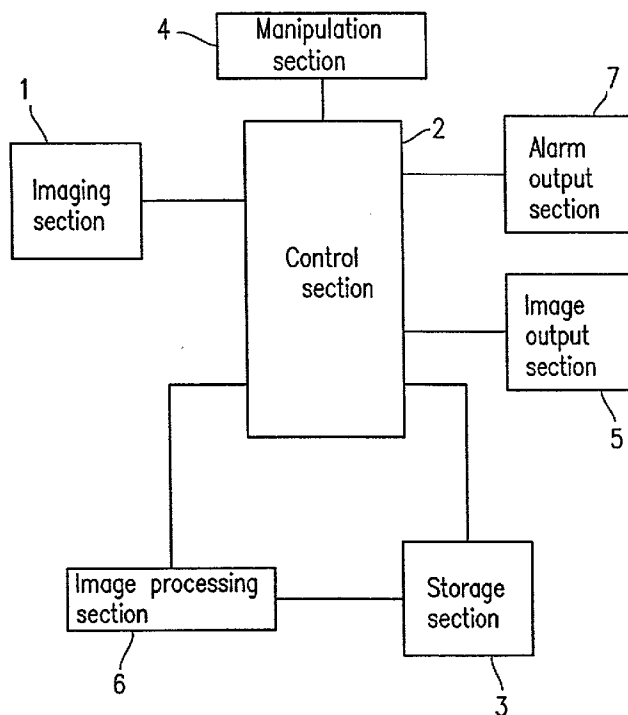 4
Manipulation
section
7
1
2
Imaging
section
Alarm
output
section
Control
section
Image
output
section
5
Image processing
section
6
Storage
section
3